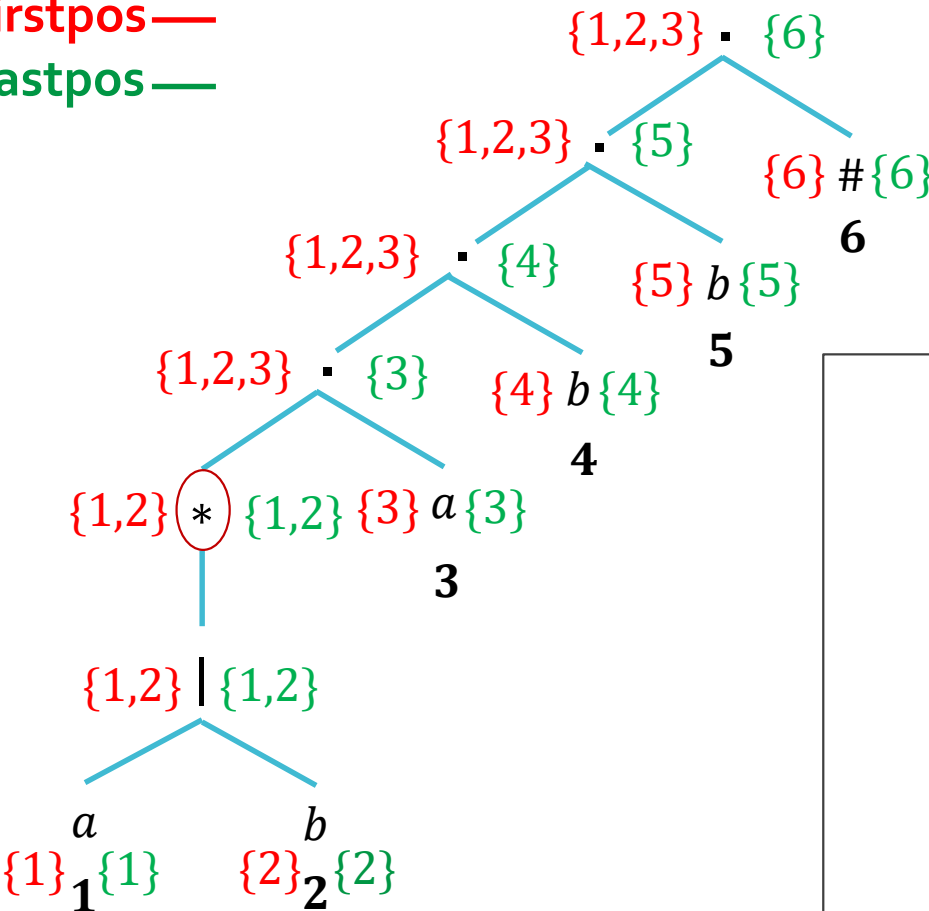 rstpos
astpos
{1,2,3} . {6}
{1,2,3} . {5}
{6} # {6}
6
{1,2,3} . {4}
{5} b {5}
5
{1,2,3} . {3}
{4} b {4}
4
{1,2} * {1,2} {3} a {3}
3
{1,2} | {1,2}
a b
{1} 1 {1} {2} 2 {2}